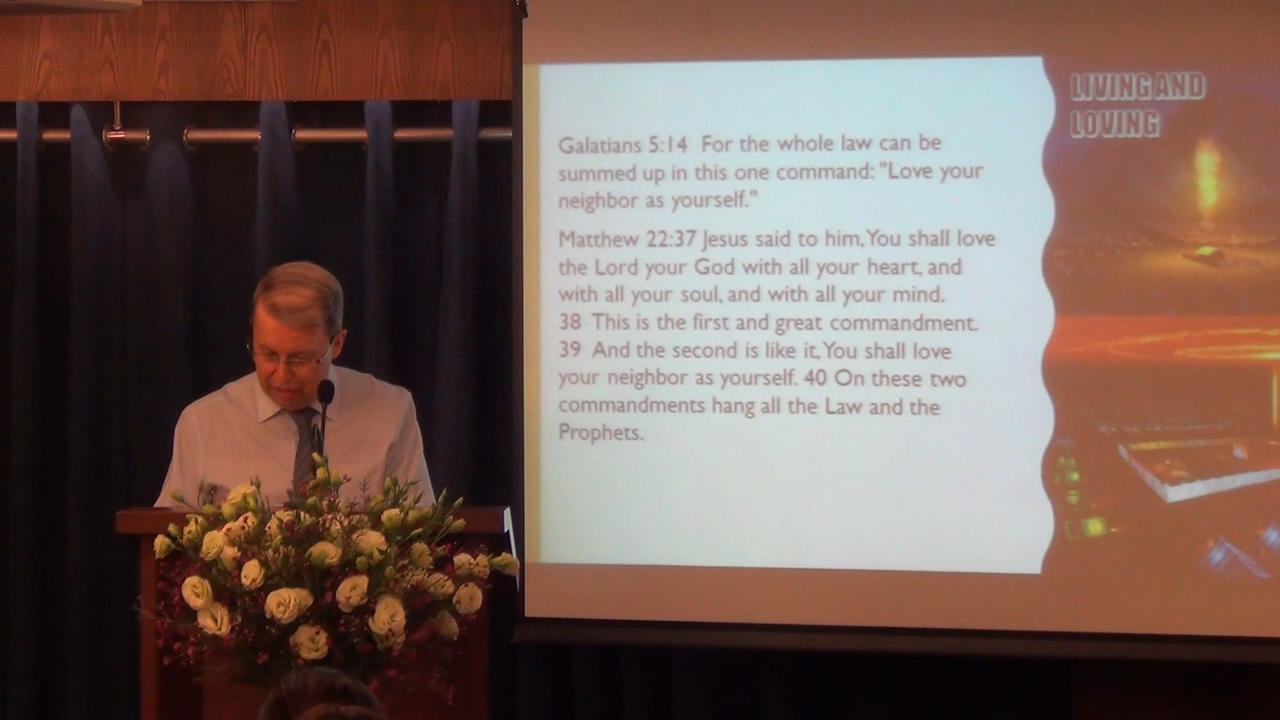 Galatians 5:14 For the whole law can be
summed up in this one command: "Love your
neighbor as yourself."
Matthew 22:37 Jesus said to him, You shall love
the Lord your God with all your heart, and
with all your soul, and with all your mind.
38 This is the first and great commandment.
39 And the second is like it, You shall love
your neighbor as yourself. 40 On these two
commandments hang all the Law and the
Prophets.
LIVING AND
LOVING